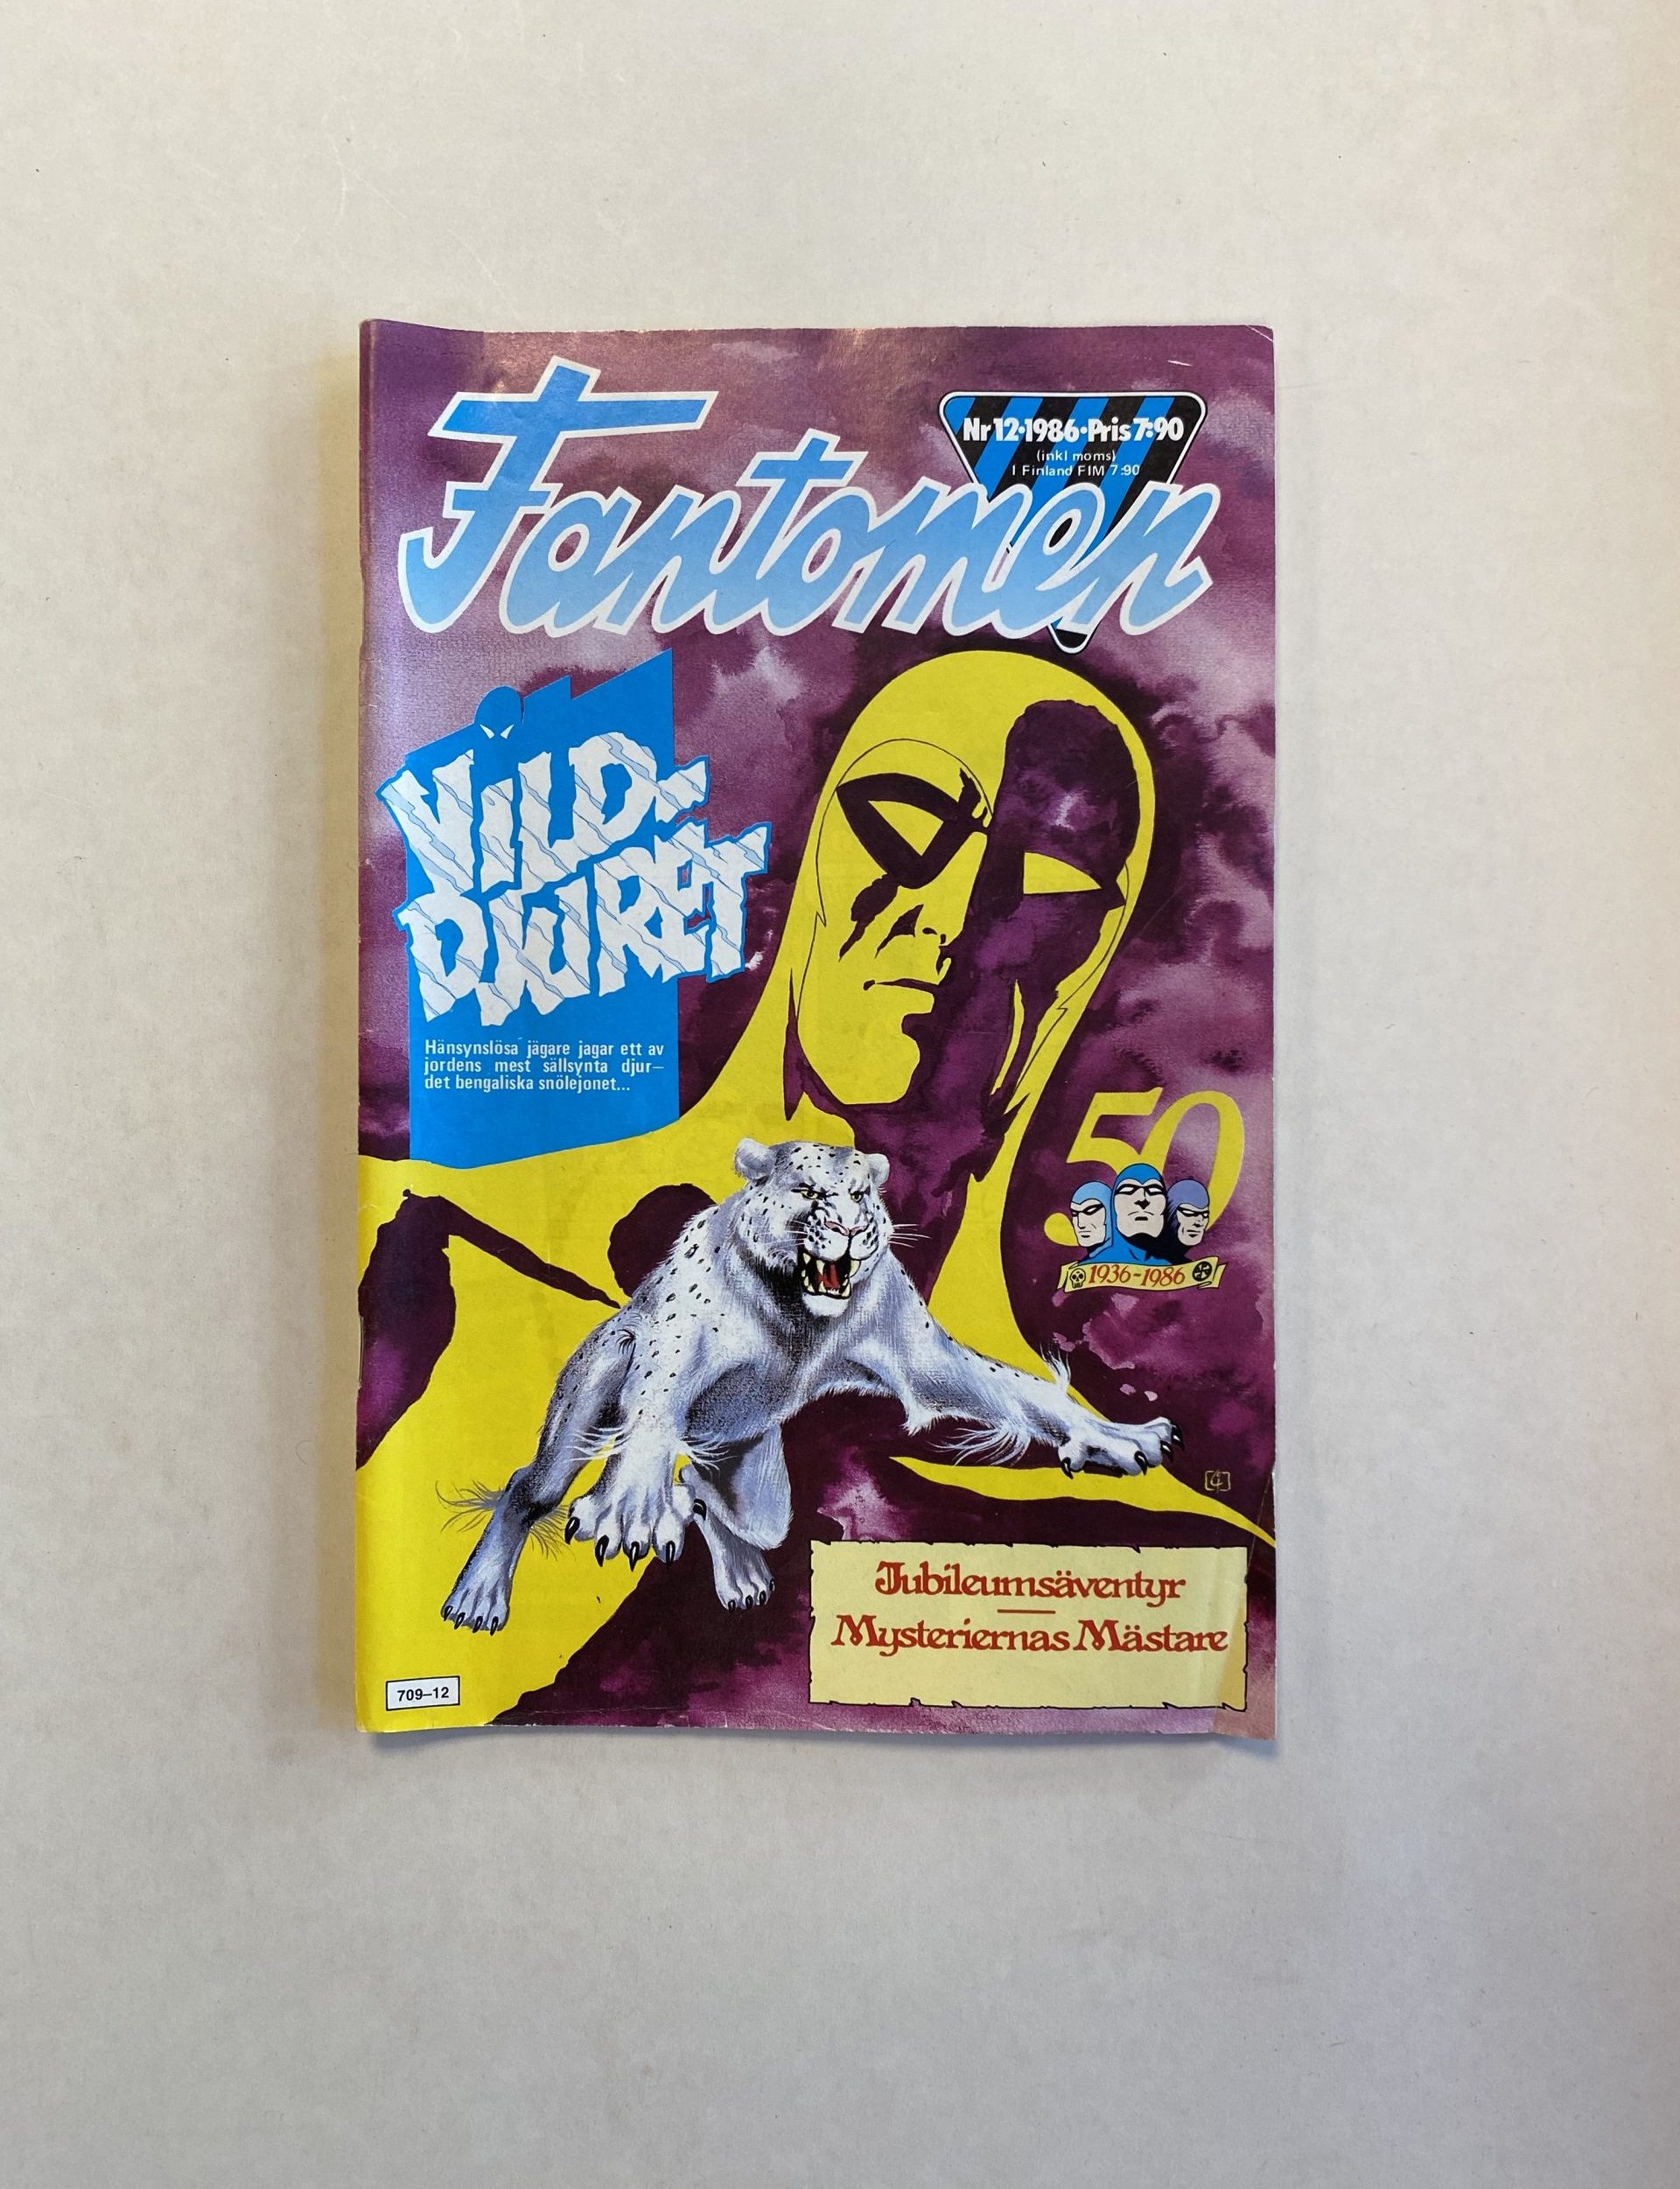 Nr 12•1986•Pris 7:90
(inkl moms)
I Finland FIM 7:90
Fantomen
VILD-
DJURET
Hänsynslösa jägare jagar ett av
jordens mest sällsynta djur—
det bengaliska snölejonet...
50
1936-1986
Jubileumsäventyr
Mysteriernas Mästare
709–12